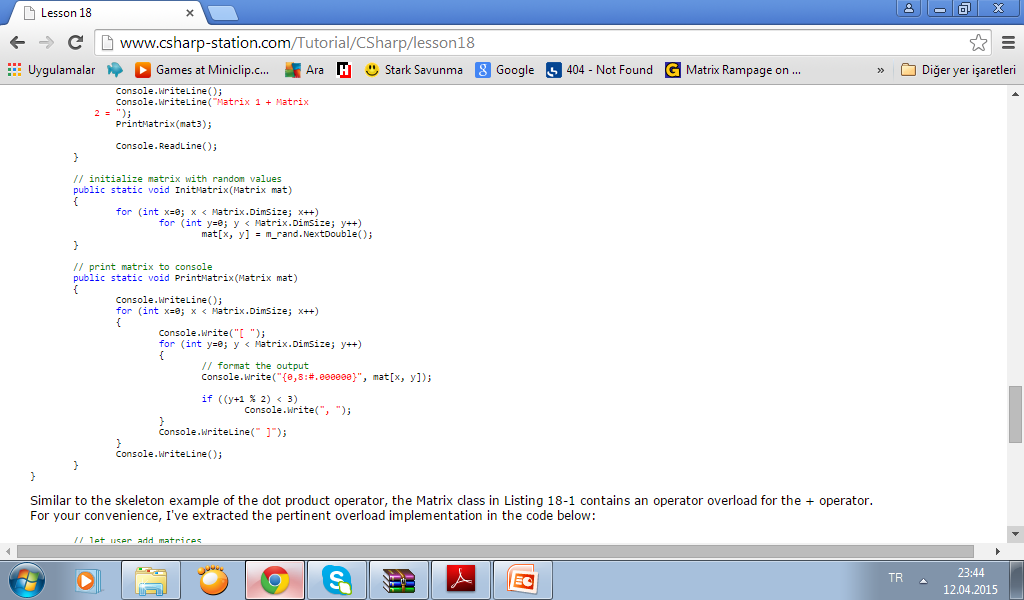 Lesson 18
www.csharp-station.com/Tutorial/CSharp/lesson18
Uygulamalar Games at Miniclip.c... Ara H Stark Savunma 8 Google 404 - Not Found G Matrix Rampage on ... » Diğer yer işaretleri
Console.WriteLine();
Console.WriteLine("Matrix 1 + Matrix
2 = ");
PrintMatrix(mat3);
Console.ReadLine();
}
// initialize matrix with random values
public static void InitMatrix(Matrix mat)
{
for (int x=0; x < Matrix.DimSize; x++)
for (int y=0; y < Matrix.DimSize; y++)
mat[x, y] = m_rand.NextDouble();
}
// print matrix to console
public static void PrintMatrix(Matrix mat)
{
Console.WriteLine();
for (int x=0; x < Matrix.DimSize; x++)
{
Console.Write("[ ");
for (int y=0; y < Matrix.DimSize; y++)
{
// format the output
Console.Write("{0,8:#.000000}", mat[x, y]);
if ((y+1 % 2) < 3)
Console.Write(", ");
}
Console.WriteLine(" ]");
}
Console.WriteLine();
}
}
Similar to the skeleton example of the dot product operator, the Matrix class in Listing 18-1 contains an operator overload for the + operator.
For your convenience, I've extracted the pertinent overload implementation in the code below:
// let user add matrices
TR
23:44
12.04.2015